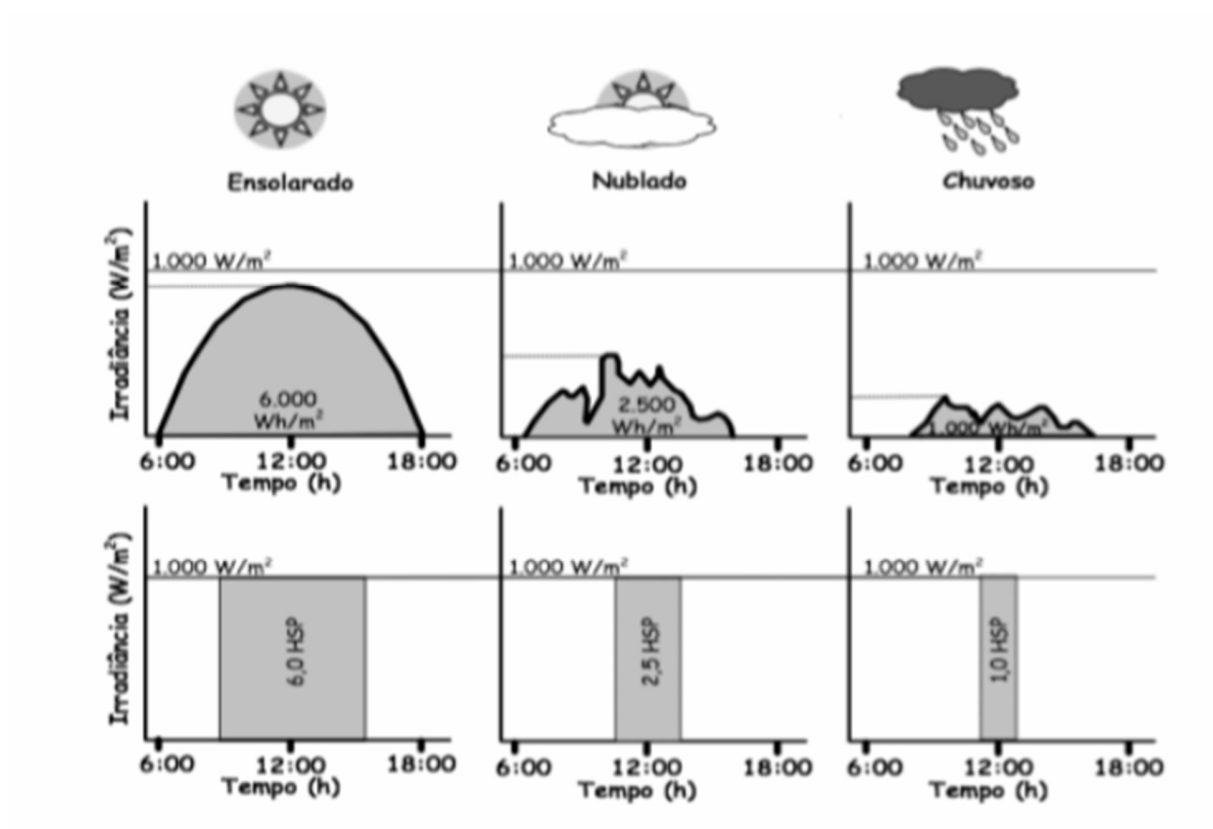 Ensolarado
Nublado
Chuvoso
Irradiância (W/m²)
1.000 W/m²
1.000 W/m²
1.000 W/m²
6.000
Wh/m²
2.500
Wh/m²
1.000 Wh/m²
6:00 12:00 18:00
6:00 12:00 18:00
6:00 12:00 18:00
Tempo (h)
Tempo (h)
Tempo (h)
Irradiância (W/m²)
1.000 W/m²
1.000 W/m²
1.000 W/m²
6,0 HSP
2,5 HSP
1,0 HSP
6:00 12:00 18:00
6:00 12:00 18:00
6:00 12:00 18:00
Tempo (h)
Tempo (h)
Tempo (h)